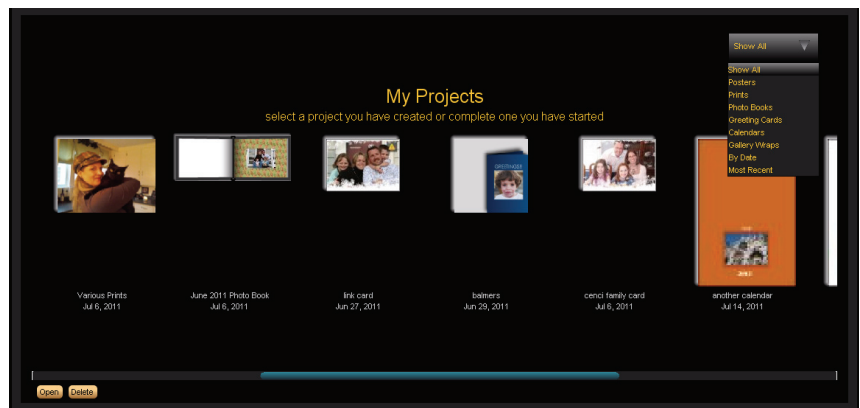 Show All
Show All
Posters
Prints
Photo Books
Greeting Cards
Calendars
Gallery Wraps
By Date
Most Recent
My Projects
select a project you have created or complete one you have started
Various Prints
Jul 6, 2011
June 2011 Photo Book
Jul 6, 2011
link card
Jun 27, 2011
balmers
Jun 29, 2011
cenci family card
Jul 6, 2011
another calendar
Jul 14, 2011
Open
Delete